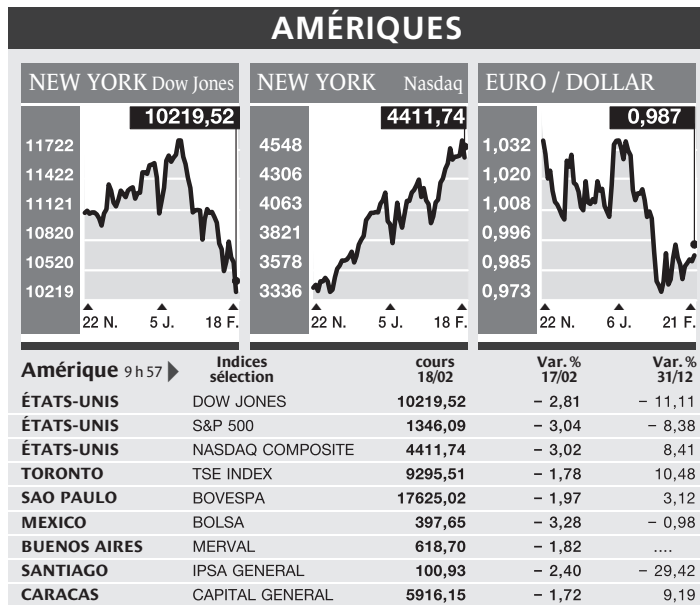 AMÉRIQUES
NEW YORK Dow Jones
10219,52
11722
11422
11121
10820
10520
10219
22 N. 5 J. 18 F.
NEW YORK Nasdaq
4411,74
4548
4306
4063
3821
3578
3336
22 N. 5 J. 18 F.
EURO / DOLLAR
0,987
1,032
1,020
1,008
0,996
0,985
0,973
22 N. 6 J. 21 F.
Amérique 9 h 57 Indices sélection cours 18/02 Var. % 17/02 Var. % 31/12
ÉTATS-UNIS DOW JONES 10219,52 – 2,81 – 11,11
ÉTATS-UNIS S&P 500 1346,09 – 3,04 – 8,38
ÉTATS-UNIS NASDAQ COMPOSITE 4411,74 – 3,02 8,41
TORONTO TSE INDEX 9295,51 – 1,78 10,48
SAO PAULO BOVESPA 17625,02 – 1,97 3,12
MEXICO BOLSA 397,65 – 3,28 – 0,98
BUENOS AIRES MERVAL 618,70 – 1,82 ....
SANTIAGO IPSA GENERAL 100,93 – 2,40 – 29,42
CARACAS CAPITAL GENERAL 5916,15 – 1,72 9,19